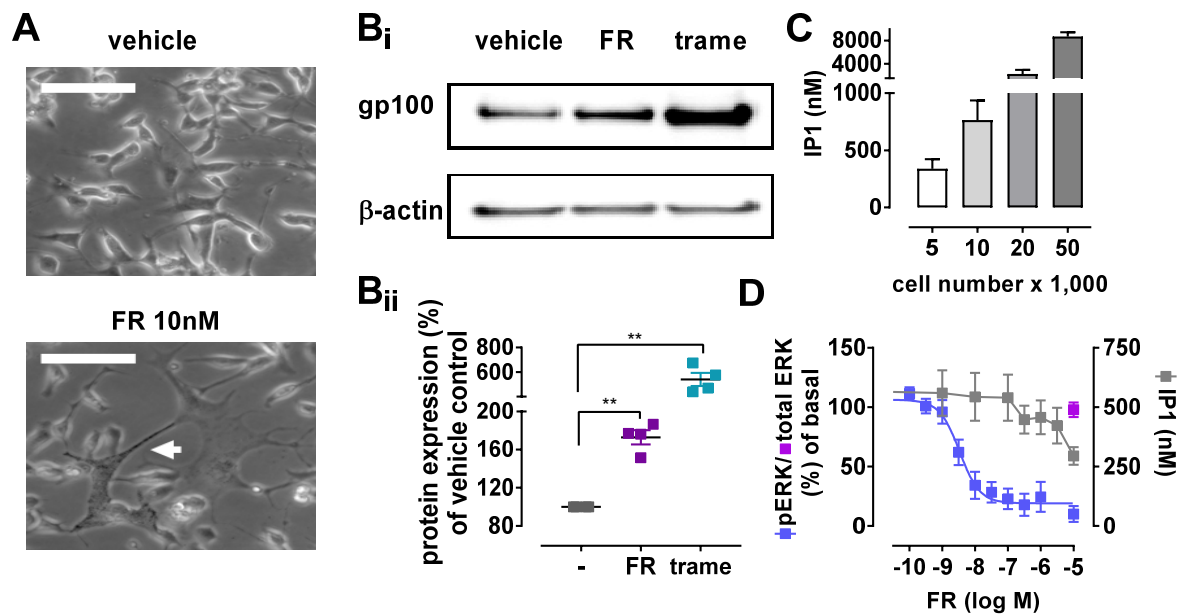 A
vehicle
FR 10nM
Bi
vehicle FR trame
gp100
β-actin
Bii
protein expression (%)
of vehicle control
800
600
400
200
160
120
80
**
**
- FR trame
C
IP1 (nM)
8000
4000
1000
500
0
5 10 20 50
cell number x 1,000
D
pERK/ total ERK
(%) of basal
150
100
50
0
750
500
250
0
IP1
(nM)
-10 -9 -8 -7 -6 -5
FR (log M)